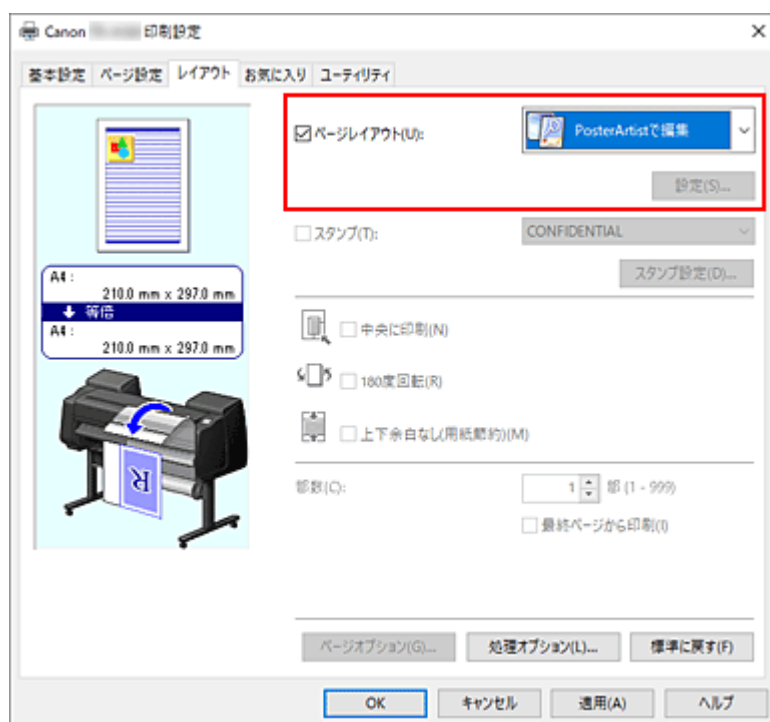 Canon 印刷設定
基本設定 ページ設定 レイアウト お気に入り ユーティリティ
ページレイアウト(U): PosterArtistで編集
設定(S)...
スタンプ(T): CONFIDENTIAL
スタンプ設定(D)...
A4 :
210.0 mm x 297.0 mm
等倍
A4 :
210.0 mm x 297.0 mm
中央に印刷(N)
180度回転(R)
上下余白なし(用紙節約)(M)
R
部数(C): 1 部 (1 - 999)
最終ページから印刷(I)
ページオプション(G)... 処理オプション(L)... 標準に戻す(F)
OK キャンセル 適用(A) ヘルプ